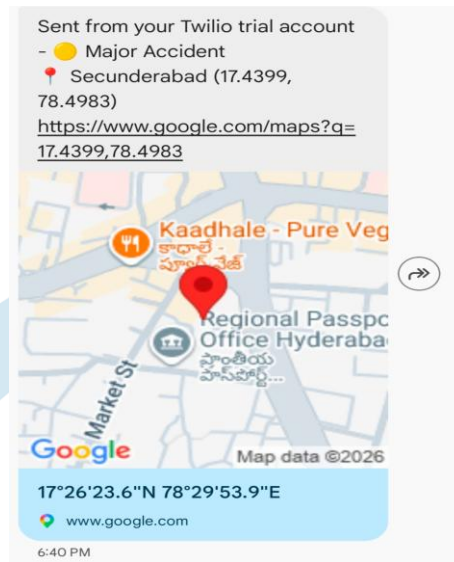 Sent from your Twilio trial account
- 🟡 Major Accident
📍 Secunderabad (17.4399,
78.4983)
https://www.google.com/maps?q=
17.4399,78.4983
Kaadhale - Pure Veg
కాధాలే -
ప్యూర్ వేజ్
Regional Passpo
Office Hyderaba
ప్రాంతీయ
పాస్‌పోర్ట్...
Market St
Google
Map data ©2026
17°26'23.6"N 78°29'53.9"E
www.google.com
6:40 PM